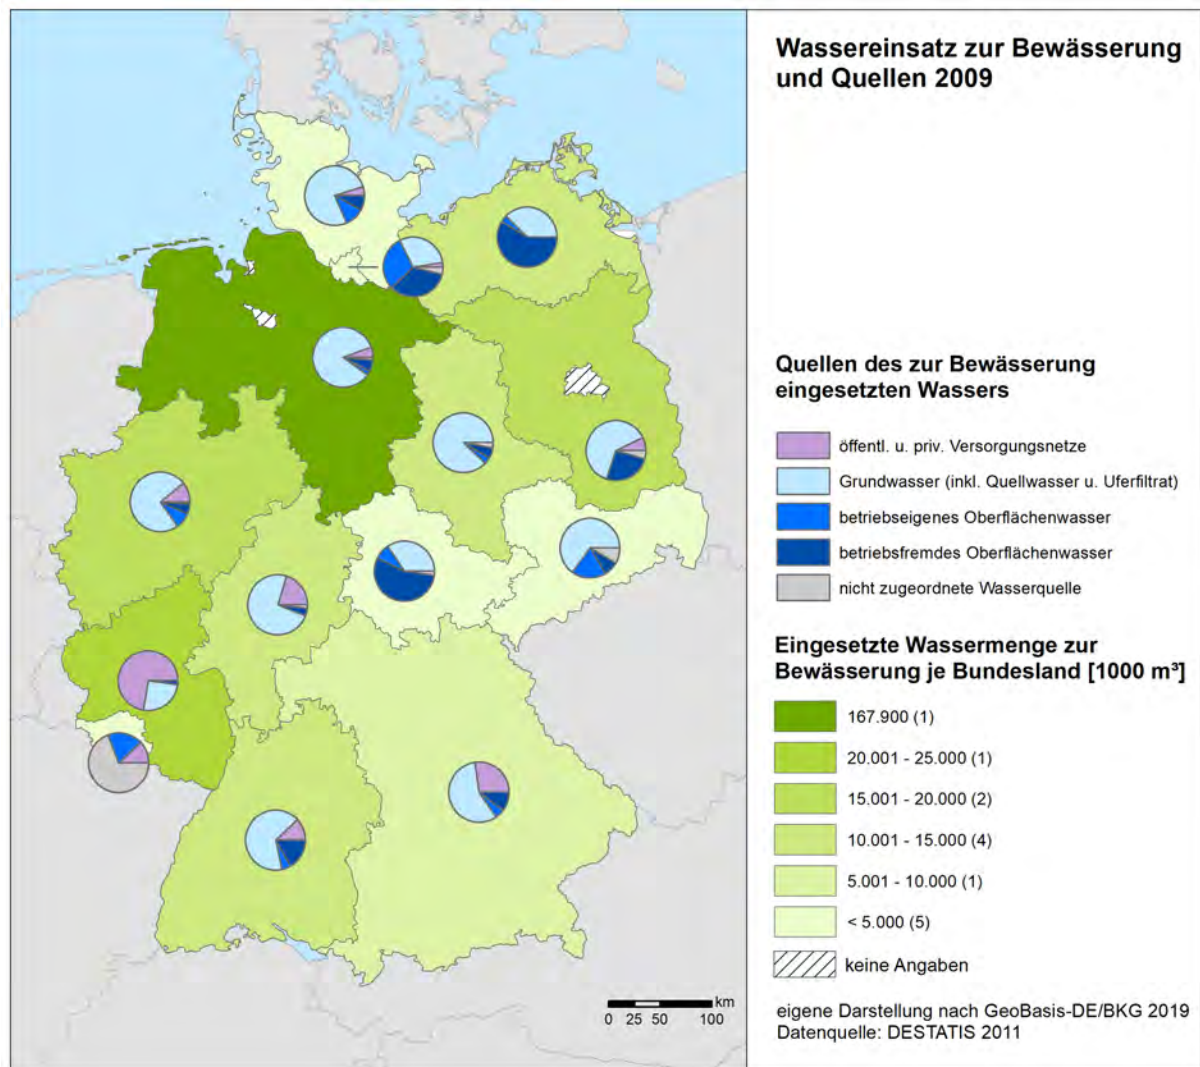 Wassereinsatz zur Bewässerung
und Quellen 2009
Quellen des zur Bewässerung
eingesetzten Wassers
öffentl. u. priv. Versorgungsnetze
Grundwasser (inkl. Quellwasser u. Uferfiltrat)
betriebseigenes Oberflächenwasser
betriebsfremdes Oberflächenwasser
nicht zugeordnete Wasserquelle
Eingesetzte Wassermenge zur
Bewässerung je Bundesland [1000 m³]
167.900 (1)
20.001 - 25.000 (1)
15.001 - 20.000 (2)
10.001 - 15.000 (4)
5.001 - 10.000 (1)
< 5.000 (5)
keine Angaben
km
0 25 50 100
eigene Darstellung nach GeoBasis-DE/BKG 2019
Datenquelle: DESTATIS 2011